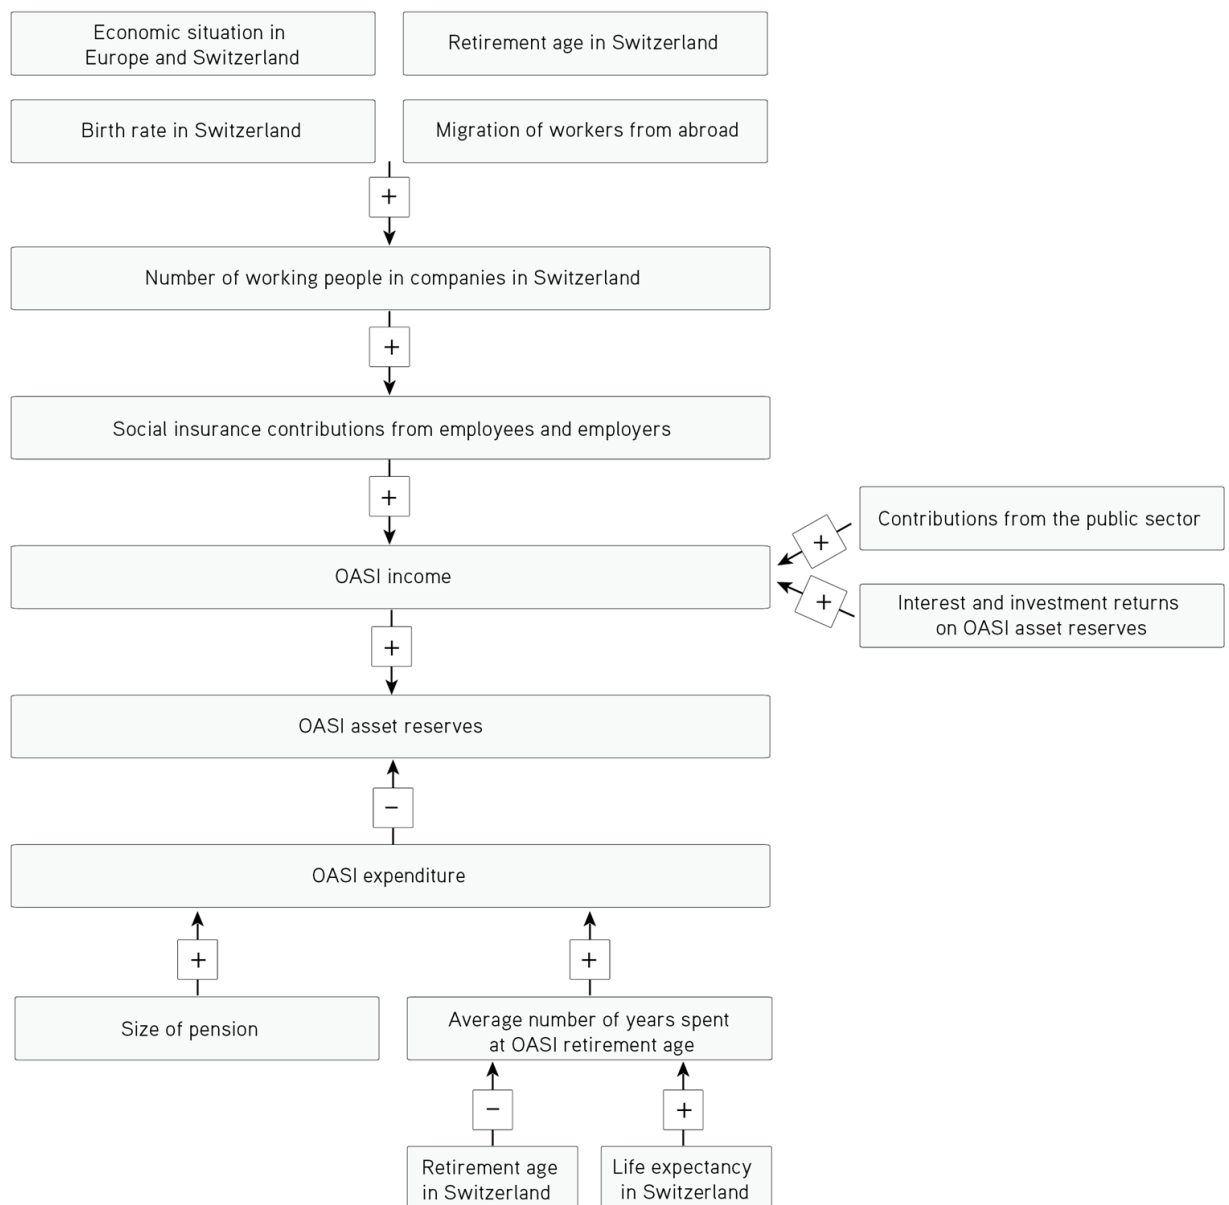 Economic situation in
Europe and Switzerland
Retirement age in Switzerland
Birth rate in Switzerland
Migration of workers from abroad
+
Number of working people in companies in Switzerland
+
Social insurance contributions from employees and employers
+
Contributions from the public sector
+
OASI income
+
Interest and investment returns
on OASI asset reserves
+
OASI asset reserves
−
OASI expenditure
+
+
Size of pension
Average number of years spent
at OASI retirement age
−
+
Retirement age
in Switzerland
Life expectancy
in Switzerland